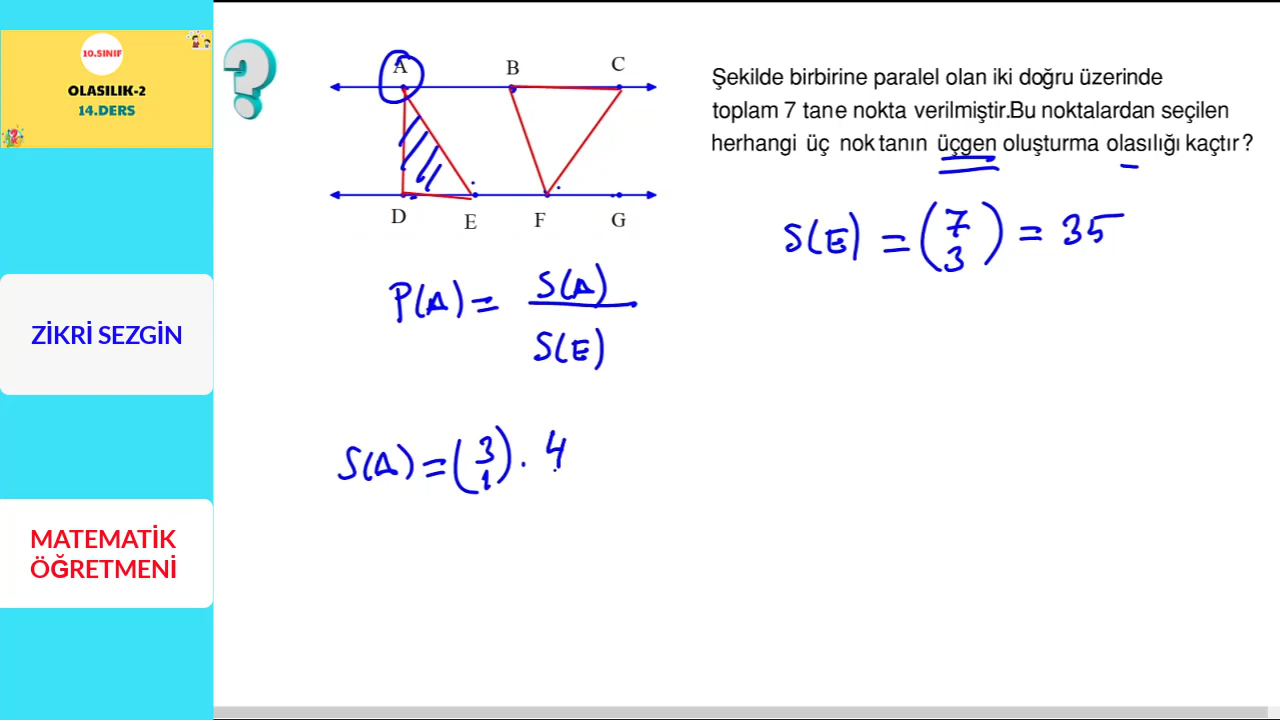 10.SINIF
OLASILIK-2
14.DERS
ZİKRİ SEZGİN
MATEMATİK
ÖĞRETMENİ
A B C
D E F G
Şekilde birbirine paralel olan iki doğru üzerinde
toplam 7 tane nokta verilmiştir.Bu noktalardan seçilen
herhangi üç noktanın üçgen oluşturma olasılığı kaçtır?
S(E) = (7 3) = 35
P(A) = S(A) / S(E)
S(A) = (3 1) . 4